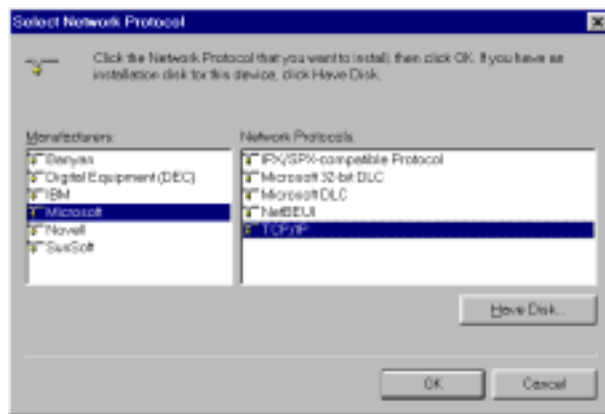 Select Network Protocol
Click the Network Protocol that you want to install, then click OK. If you have an
installation disk for this device, click Have Disk.
Manufacturers:
Network Protocols:
Banyan
Digital Equipment (DEC)
IBM
Microsoft
Novell
SunSoft
IPX/SPX-compatible Protocol
Microsoft 32-bit DLC
Microsoft DLC
NetBEUI
TCP/IP
Have Disk...
OK
Cancel